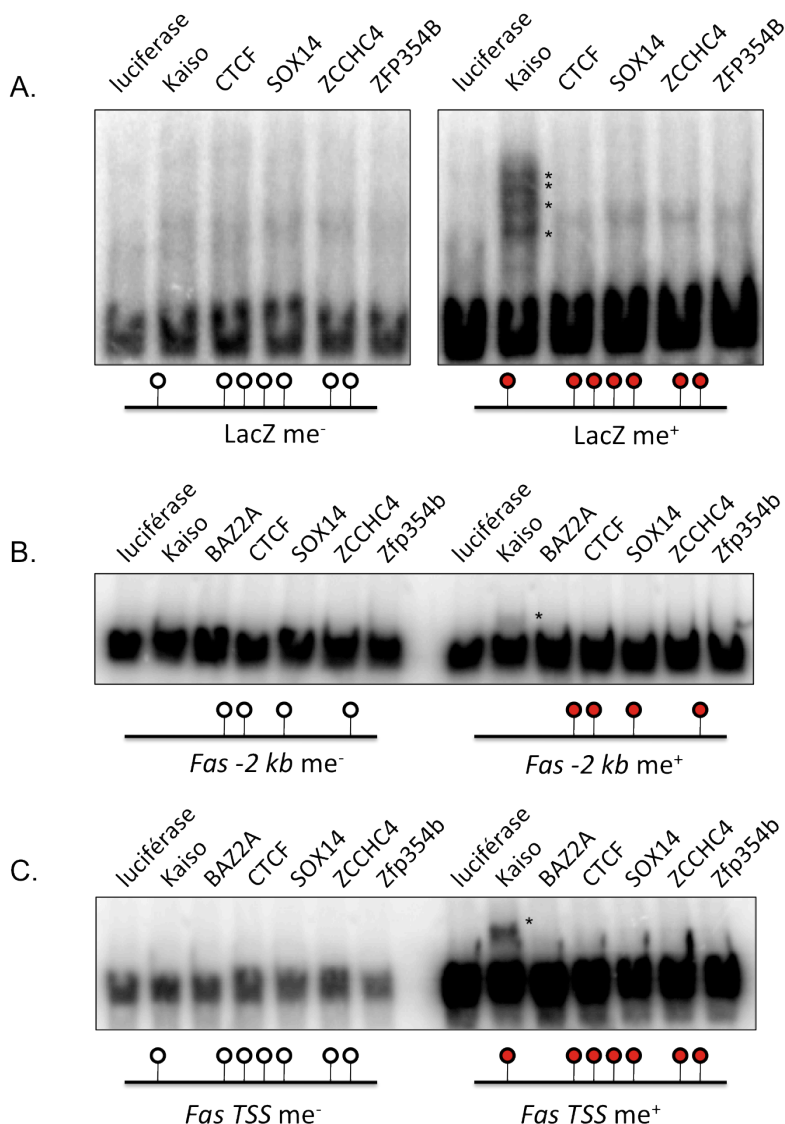 A.
luciferase Kaiso CTCF SOX14 ZCCHC4 ZFP354B
luciferase Kaiso CTCF SOX14 ZCCHC4 ZFP354B
*
*
*
*
LacZ me⁻
LacZ me⁺
B.
luciférase Kaiso BAZ2A CTCF SOX14 ZCCHC4 Zfp354b
luciférase Kaiso BAZ2A CTCF SOX14 ZCCHC4 Zfp354b
*
Fas -2 kb me⁻
Fas -2 kb me⁺
C.
luciférase Kaiso BAZ2A CTCF SOX14 ZCCHC4 Zfp354b
luciférase Kaiso BAZ2A CTCF SOX14 ZCCHC4 Zfp354b
*
Fas TSS me⁻
Fas TSS me⁺